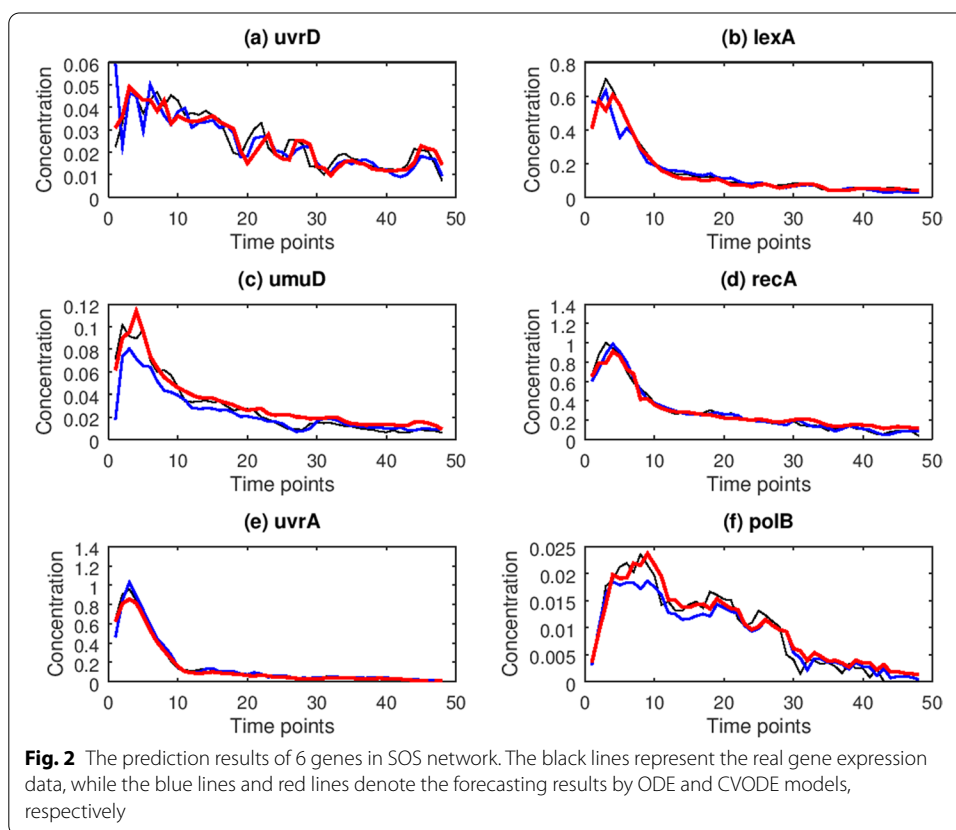 (a) uvrD
0.06
0.05
0.04
0.03
0.02
0.01
0
Concentration
0 10 20 30 40 50
Time points
(b) lexA
0.8
0.6
0.4
0.2
0
Concentration
0 10 20 30 40 50
Time points
(c) umuD
0.12
0.1
0.08
0.06
0.04
0.02
0
Concentration
0 10 20 30 40 50
Time points
(d) recA
1.4
1.2
1
0.8
0.6
0.4
0.2
0
Concentration
0 10 20 30 40 50
Time points
(e) uvrA
1.4
1.2
1
0.8
0.6
0.4
0.2
0
Concentration
0 10 20 30 40 50
Time points
(f) polB
0.025
0.02
0.015
0.01
0.005
0
Concentration
0 10 20 30 40 50
Time points
Fig. 2 The prediction results of 6 genes in SOS network. The black lines represent the real gene expression
data, while the blue lines and red lines denote the forecasting results by ODE and CVODE models,
respectively